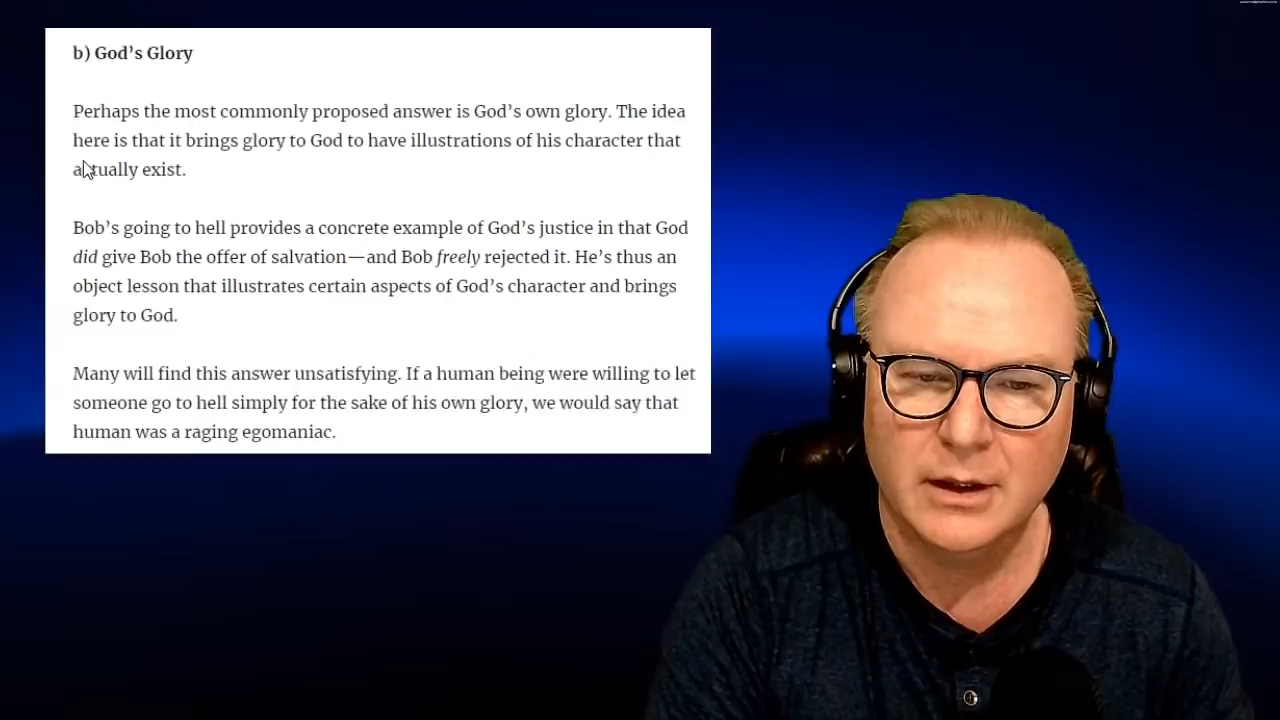 b) God’s Glory
Perhaps the most commonly proposed answer is God’s own glory. The idea
here is that it brings glory to God to have illustrations of his character that
actually exist.
Bob’s going to hell provides a concrete example of God’s justice in that God
did give Bob the offer of salvation—and Bob freely rejected it. He’s thus an
object lesson that illustrates certain aspects of God’s character and brings
glory to God.
Many will find this answer unsatisfying. If a human being were willing to let
someone go to hell simply for the sake of his own glory, we would say that
human was a raging egomaniac.